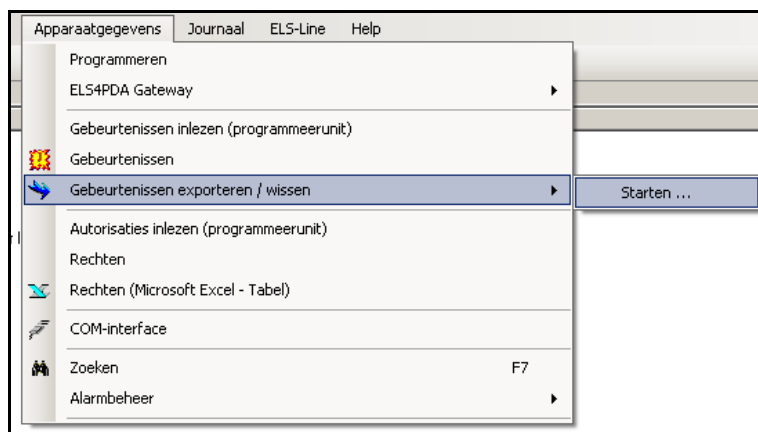 Apparaatgegevens Journaal ELS-Line Help
Programmeren
ELS4PDA Gateway
Gebeurtenissen inlezen (programmeerunit)
Gebeurtenissen
Gebeurtenissen exporteren / wissen
Starten ...
Autorisaties inlezen (programmeerunit)
Rechten
Rechten (Microsoft Excel - Tabel)
COM-interface
Zoeken F7
Alarmbeheer